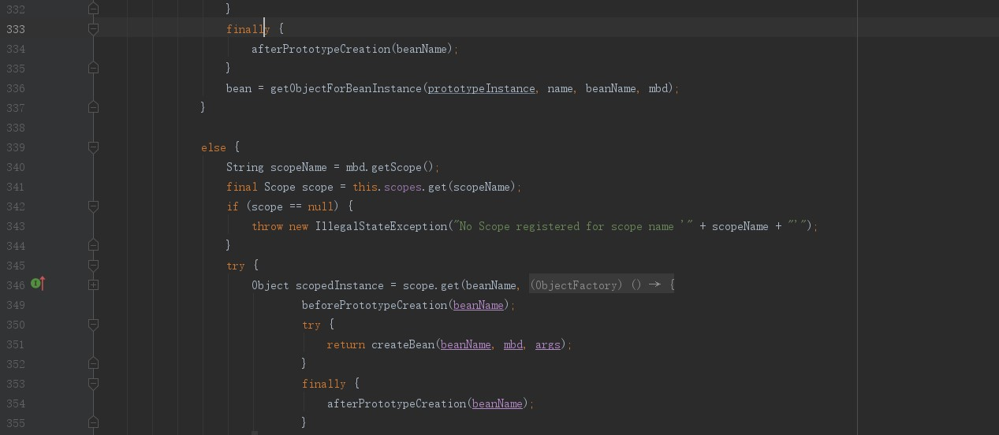 332 }
333 finally {
334 afterPrototypeCreation(beanName);
335 }
336 bean = getObjectForBeanInstance(prototypeInstance, name, beanName, mbd);
337 }
338
339 else {
340 String scopeName = mbd.getScope();
341 final Scope scope = this.scopes.get(scopeName);
342 if (scope == null) {
343 throw new IllegalStateException("No Scope registered for scope name '" + scopeName + "'");
344 }
345 try {
346 Object scopedInstance = scope.get(beanName, (ObjectFactory) () → {
349 beforePrototypeCreation(beanName);
350 try {
351 return createBean(beanName, mbd, args);
352 }
353 finally {
354 afterPrototypeCreation(beanName);
355 }